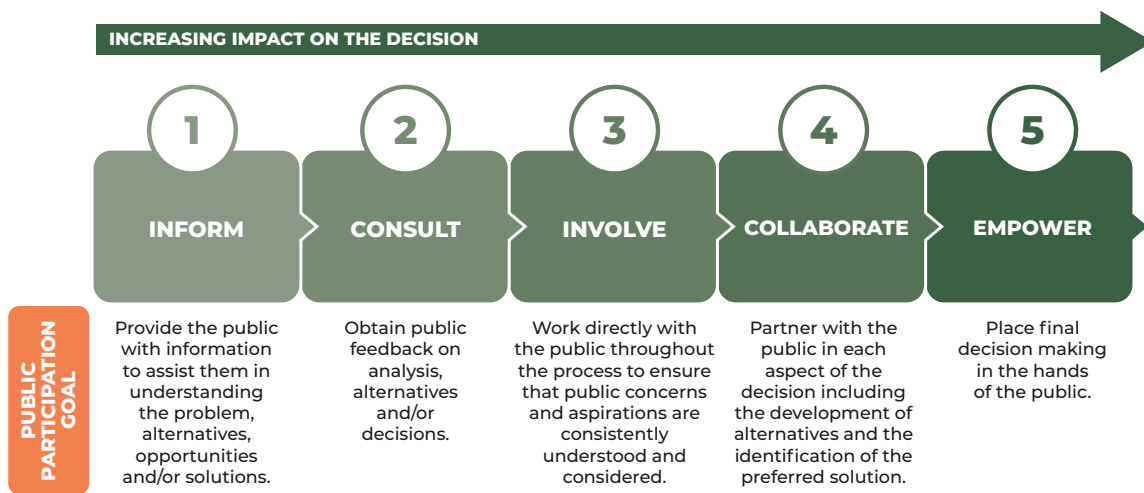 INCREASING IMPACT ON THE DECISION
1
2
3
4
5
INFORM
CONSULT
INVOLVE
COLLABORATE
EMPOWER
PUBLIC
PARTICIPATION
GOAL
Provide the public
with information
to assist them in
understanding
the problem,
alternatives,
opportunities
and/or solutions.
Obtain public
feedback on
analysis,
alternatives
and/or
decisions.
Work directly with
the public throughout
the process to ensure
that public concerns
and aspirations are
consistently
understood and
considered.
Partner with the
public in each
aspect of the
decision including
the development of
alternatives and the
identification of the
preferred solution.
Place final
decision making
in the hands
of the public.